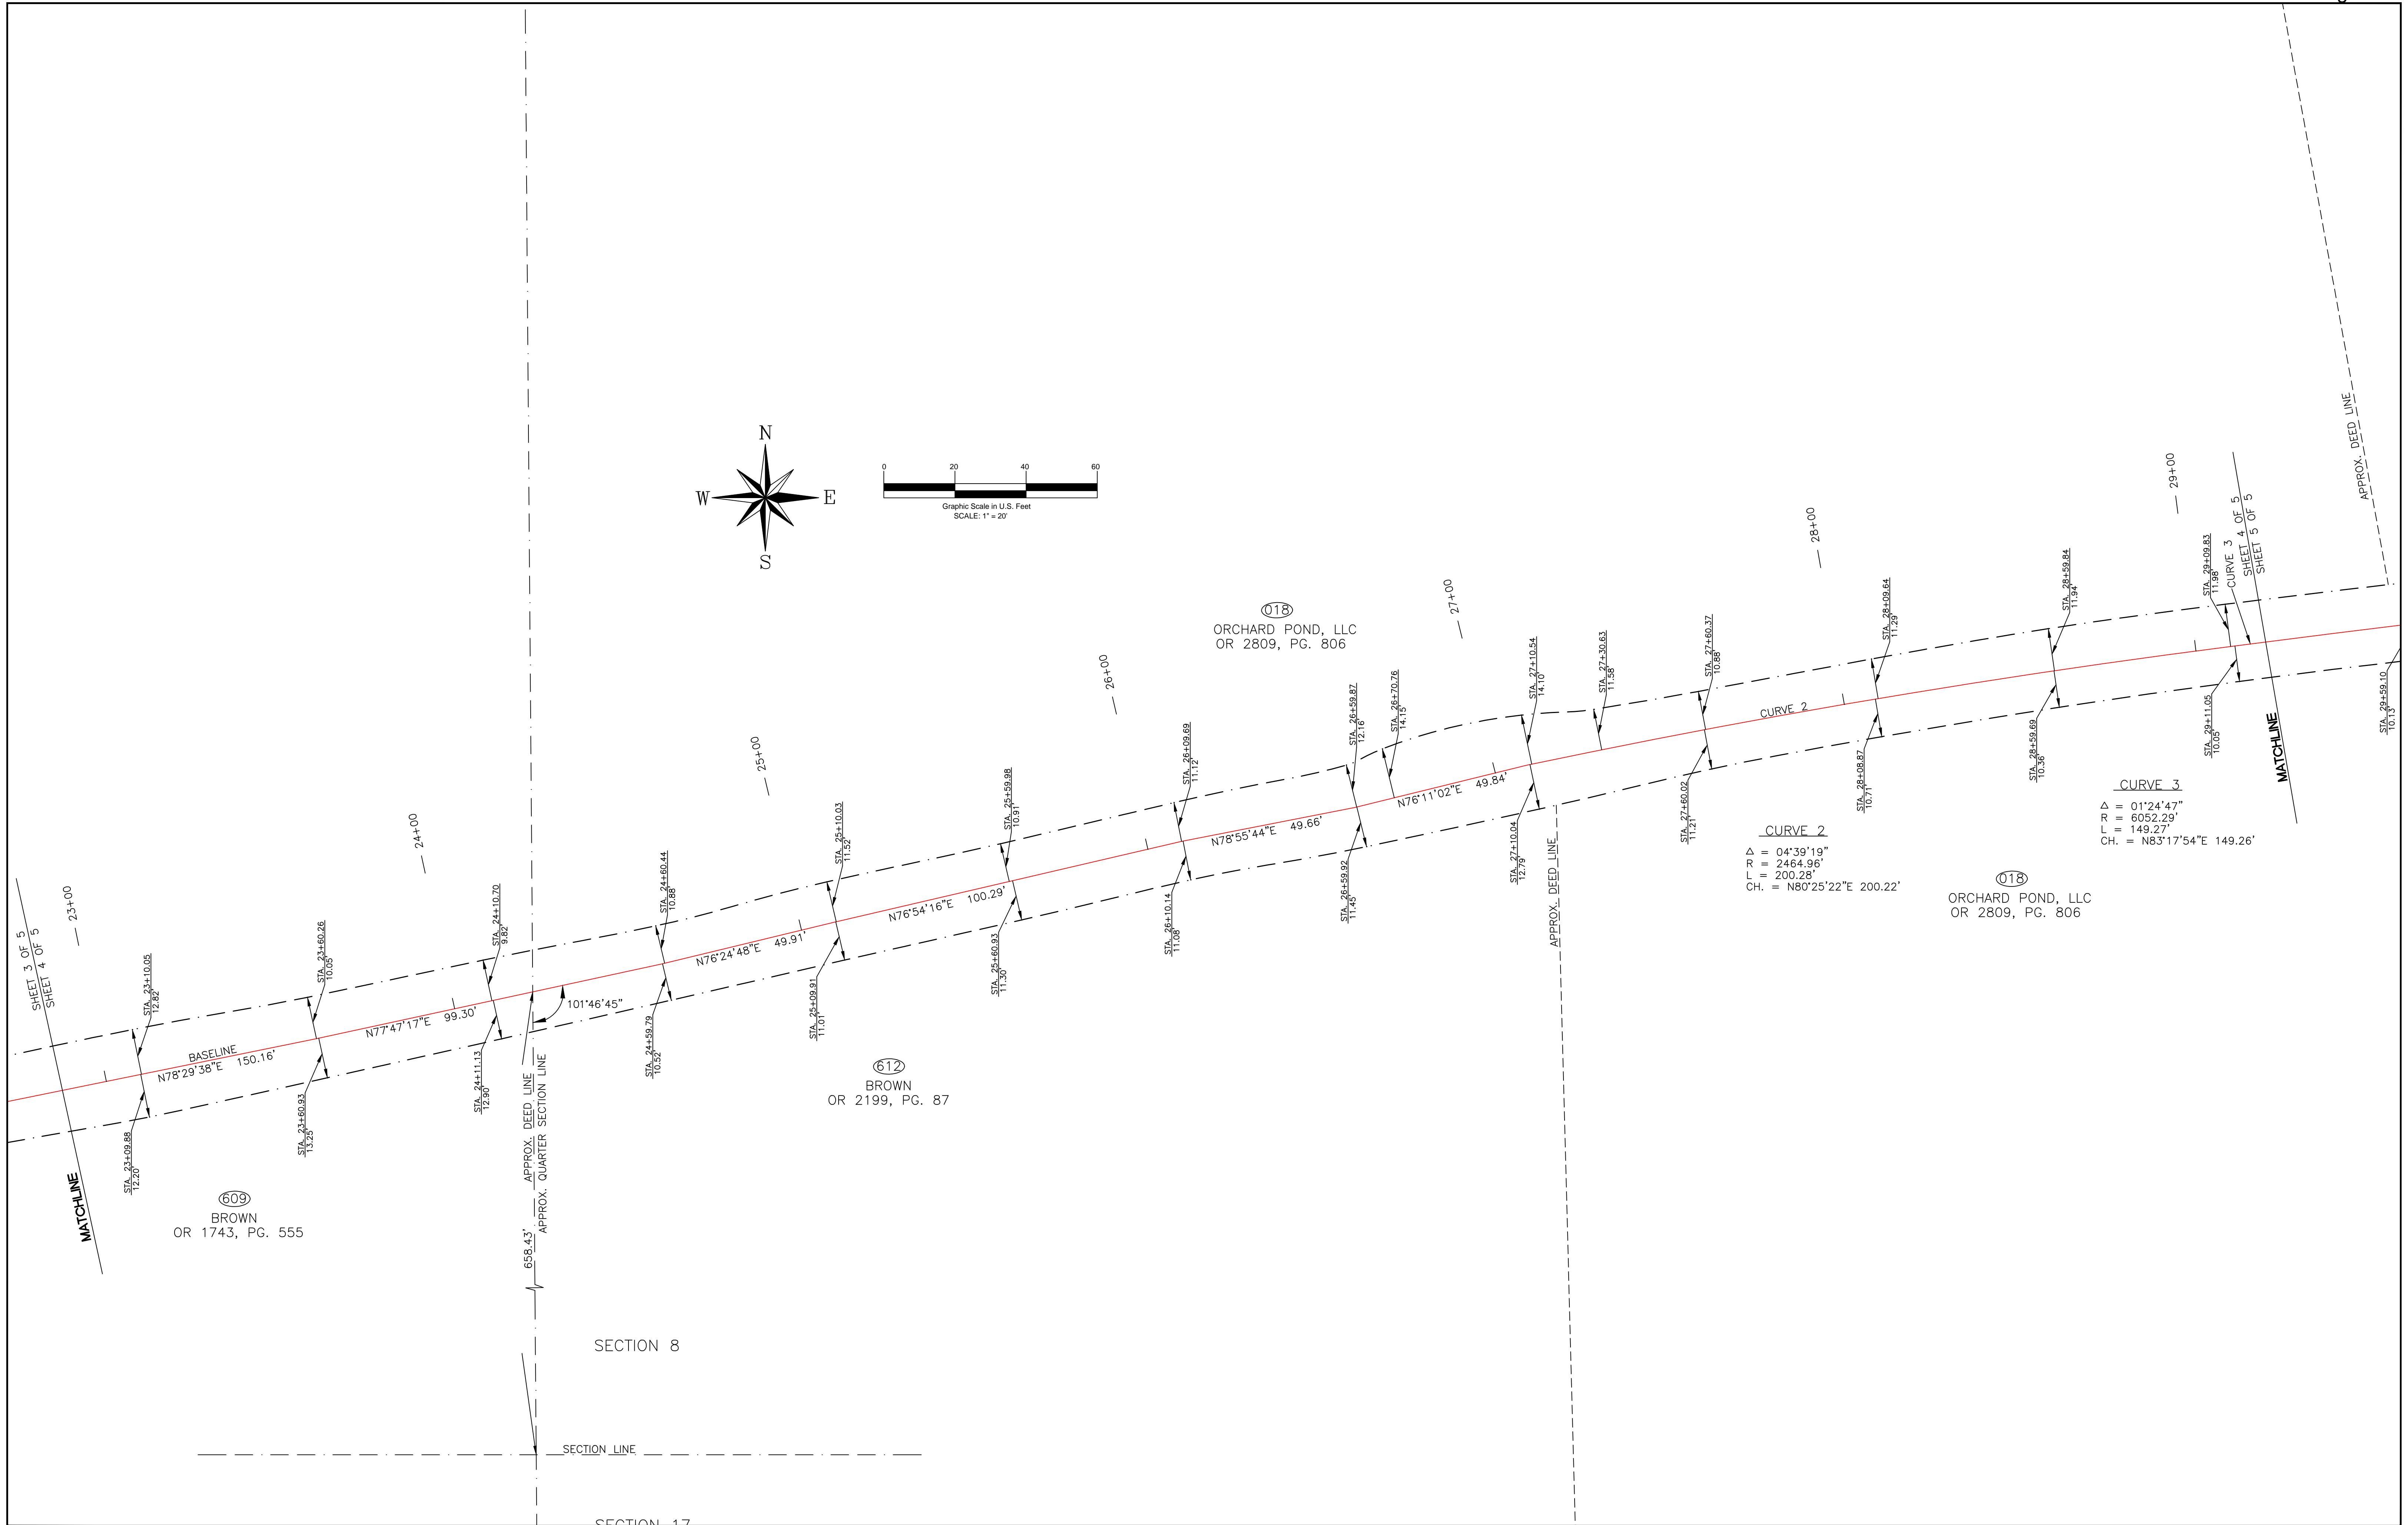 N
W
E
S
0 20 40 60
Graphic Scale in U.S. Feet
SCALE: 1" = 20'
SHEET 3 OF 5
SHEET 4 OF 5
MATCHLINE
23+00
24+00
25+00
26+00
27+00
28+00
29+00
STA. 23+10.05
12.82'
STA. 23+60.26
10.05'
STA. 24+10.70
9.82'
STA. 24+60.44
10.88'
STA. 25+10.03
11.52'
STA. 25+59.98
10.91'
STA. 26+09.69
11.12'
STA. 26+59.87
12.16'
STA. 26+70.76
14.15'
STA. 27+10.54
14.10'
STA. 27+30.63
11.58'
STA. 27+60.37
10.88'
STA. 28+09.64
11.29'
STA. 28+59.84
11.94'
STA. 29+09.83
11.98'
CURVE 3
SHEET 4 OF 5
SHEET 5 OF 5
MATCHLINE
APPROX. DEED LINE
018
ORCHARD POND, LLC
OR 2809, PG. 806
BASELINE
N78°29'38"E 150.16'
N77°47'17"E 99.30'
101°46'45"
N76°24'48"E 49.91'
N76°54'16"E 100.29'
N78°55'44"E 49.66'
N76°11'02"E 49.84'
CURVE 2
STA. 23+09.88
12.20'
STA. 23+60.93
13.25'
STA. 24+11.13
12.90'
STA. 24+59.79
10.52'
STA. 25+09.91
11.01'
STA. 25+60.93
11.30'
STA. 26+10.14
11.08'
STA. 26+59.92
11.45'
STA. 27+10.04
12.79'
STA. 27+60.02
11.21'
STA. 28+08.87
10.71'
STA. 28+59.69
10.36'
STA. 29+11.05
10.05'
STA. 29+59.10
10.13'
CURVE 2
Δ = 04°39'19"
R = 2464.96'
L = 200.28'
CH. = N80°25'22"E 200.22'
CURVE 3
Δ = 01°24'47"
R = 6052.29'
L = 149.27'
CH. = N83°17'54"E 149.26'
018
ORCHARD POND, LLC
OR 2809, PG. 806
APPROX. DEED LINE
612
BROWN
OR 2199, PG. 87
609
BROWN
OR 1743, PG. 555
658.43'
APPROX. DEED LINE
APPROX. QUARTER SECTION LINE
SECTION 8
SECTION LINE
SECTION 17